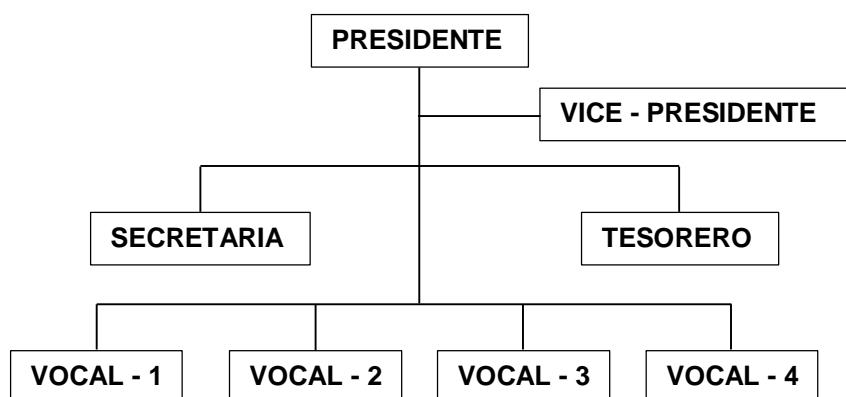 PRESIDENTE
VICE - PRESIDENTE
SECRETARIA
TESORERO
VOCAL - 1
VOCAL - 2
VOCAL - 3
VOCAL - 4